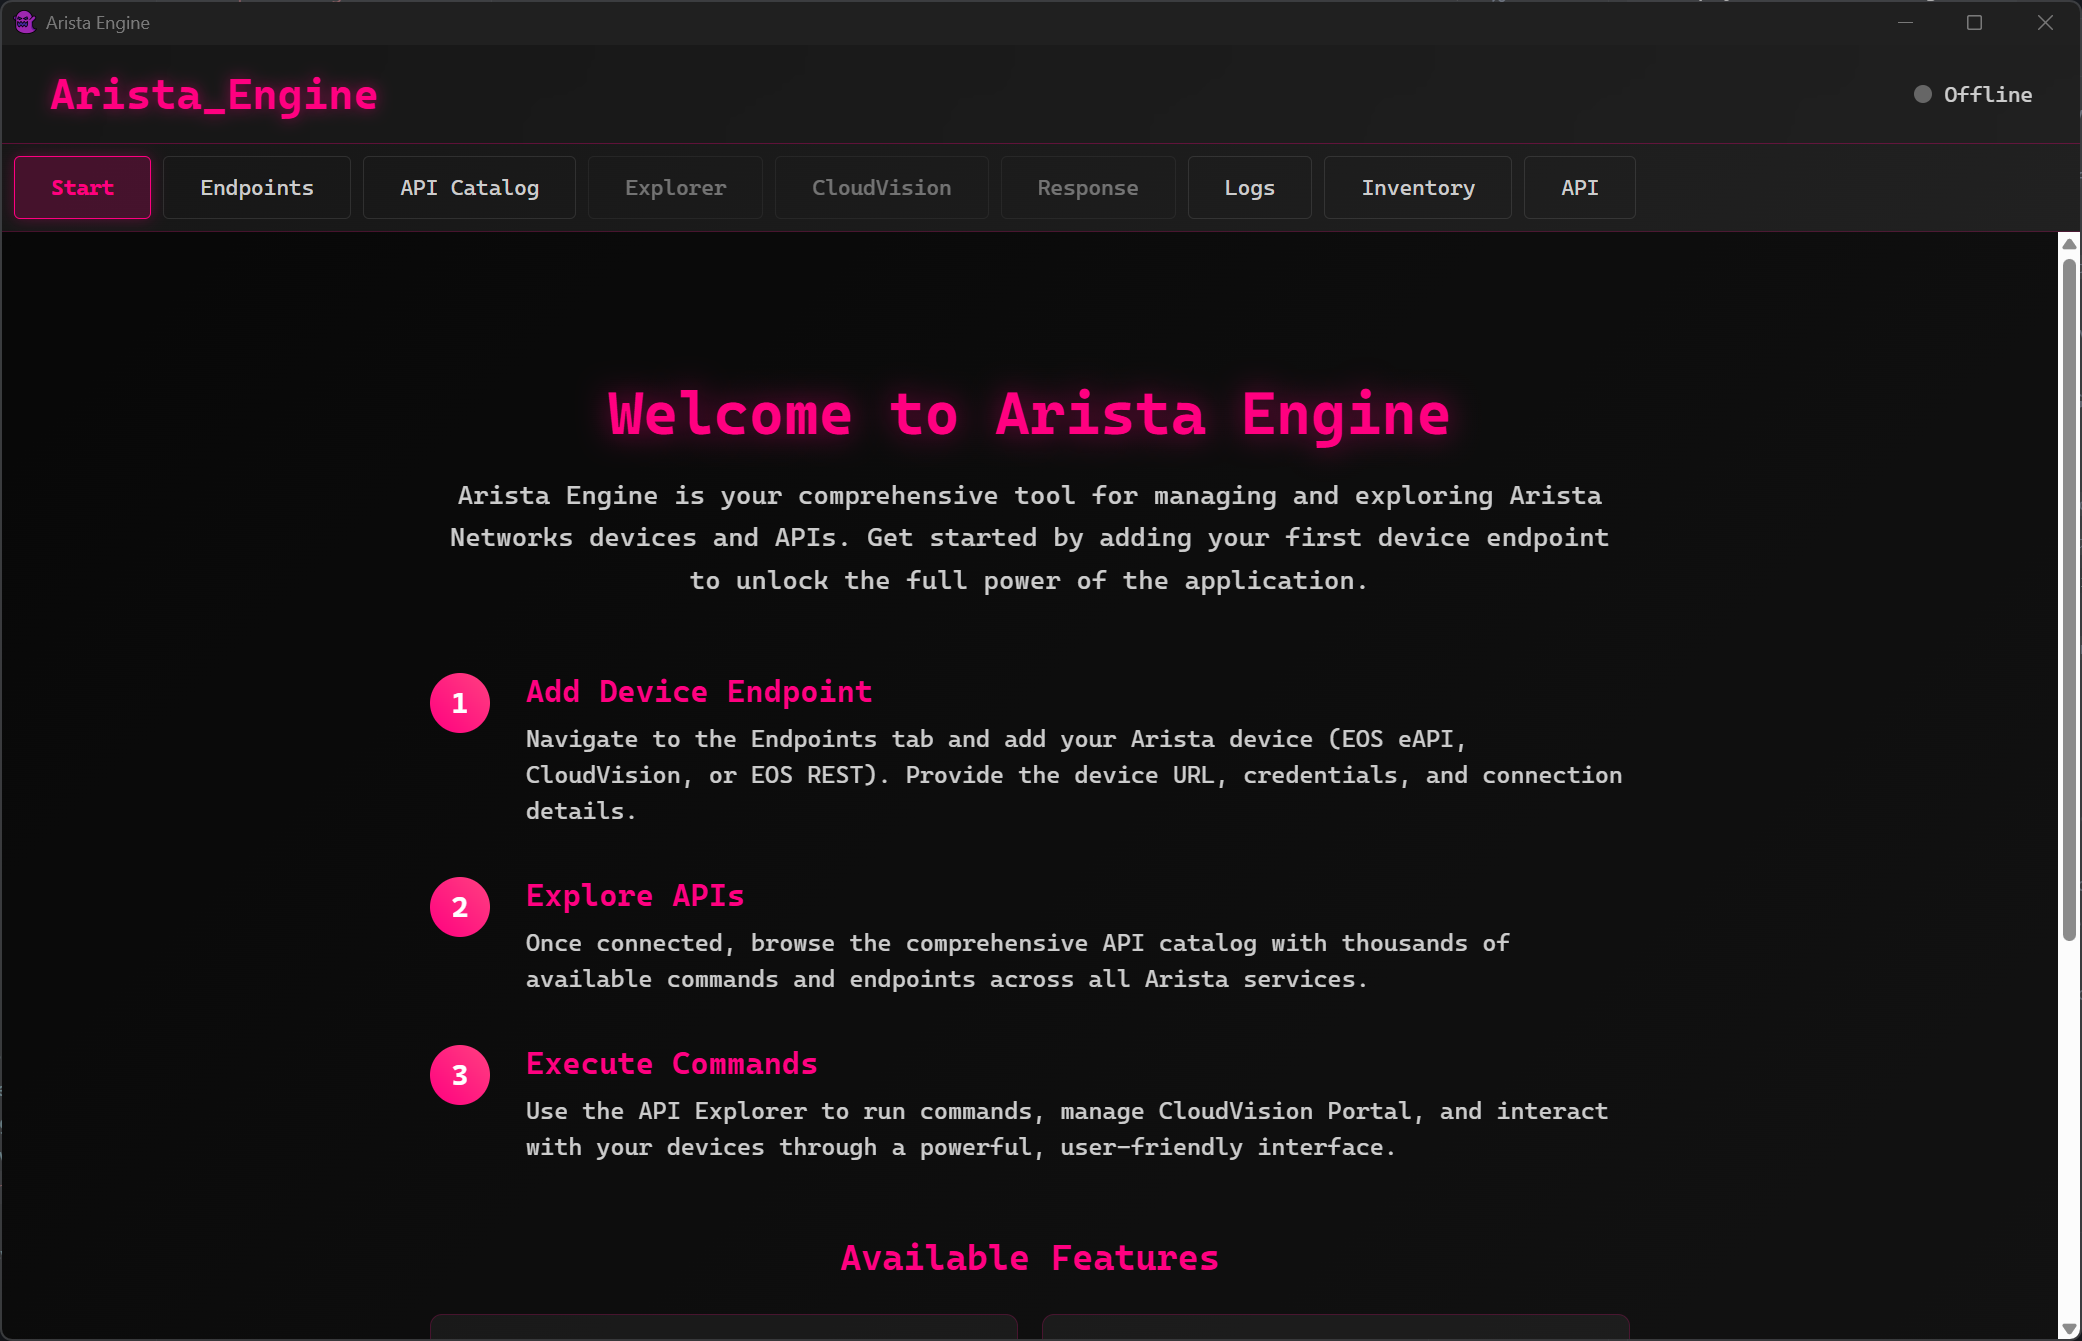 Arista Engine
Arista_Engine
Offline
Start
Endpoints
API Catalog
Explorer
CloudVision
Response
Logs
Inventory
API
Welcome to Arista Engine
Arista Engine is your comprehensive tool for managing and exploring Arista
Networks devices and APIs. Get started by adding your first device endpoint
to unlock the full power of the application.
1
Add Device Endpoint
Navigate to the Endpoints tab and add your Arista device (EOS eAPI,
CloudVision, or EOS REST). Provide the device URL, credentials, and connection
details.
2
Explore APIs
Once connected, browse the comprehensive API catalog with thousands of
available commands and endpoints across all Arista services.
3
Execute Commands
Use the API Explorer to run commands, manage CloudVision Portal, and interact
with your devices through a powerful, user-friendly interface.
Available Features